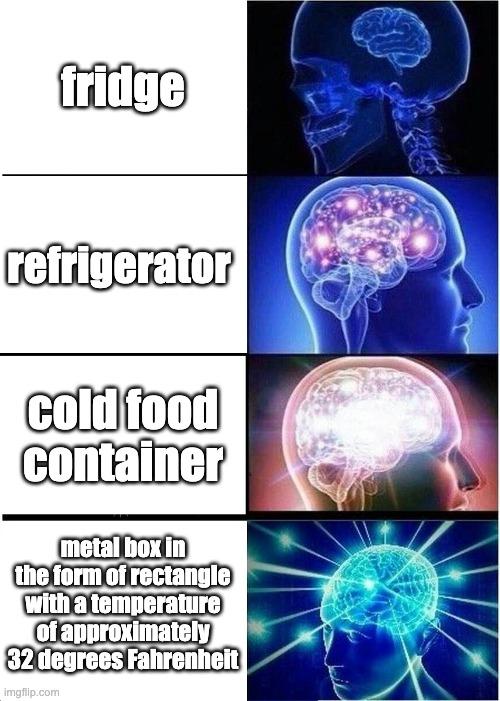 fridge
refrigerator
cold food
container
metal box in
the form of rectangle
with a temperature
of approximately
32 degrees Fahrenheit
imgflip.com